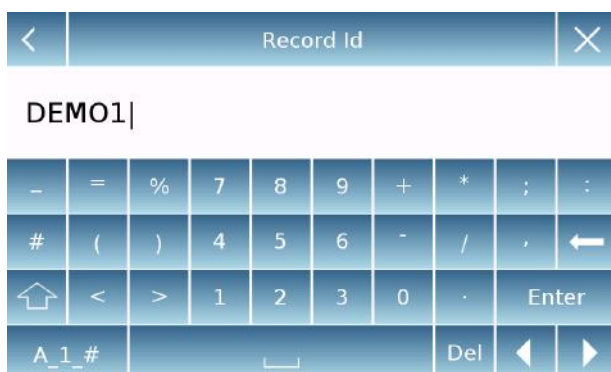 Record Id
DEMO1
_ = % 7 8 9 + * ; :
# ( ) 4 5 6 - / ,
< > 1 2 3 0 . Enter
A_1_# Del